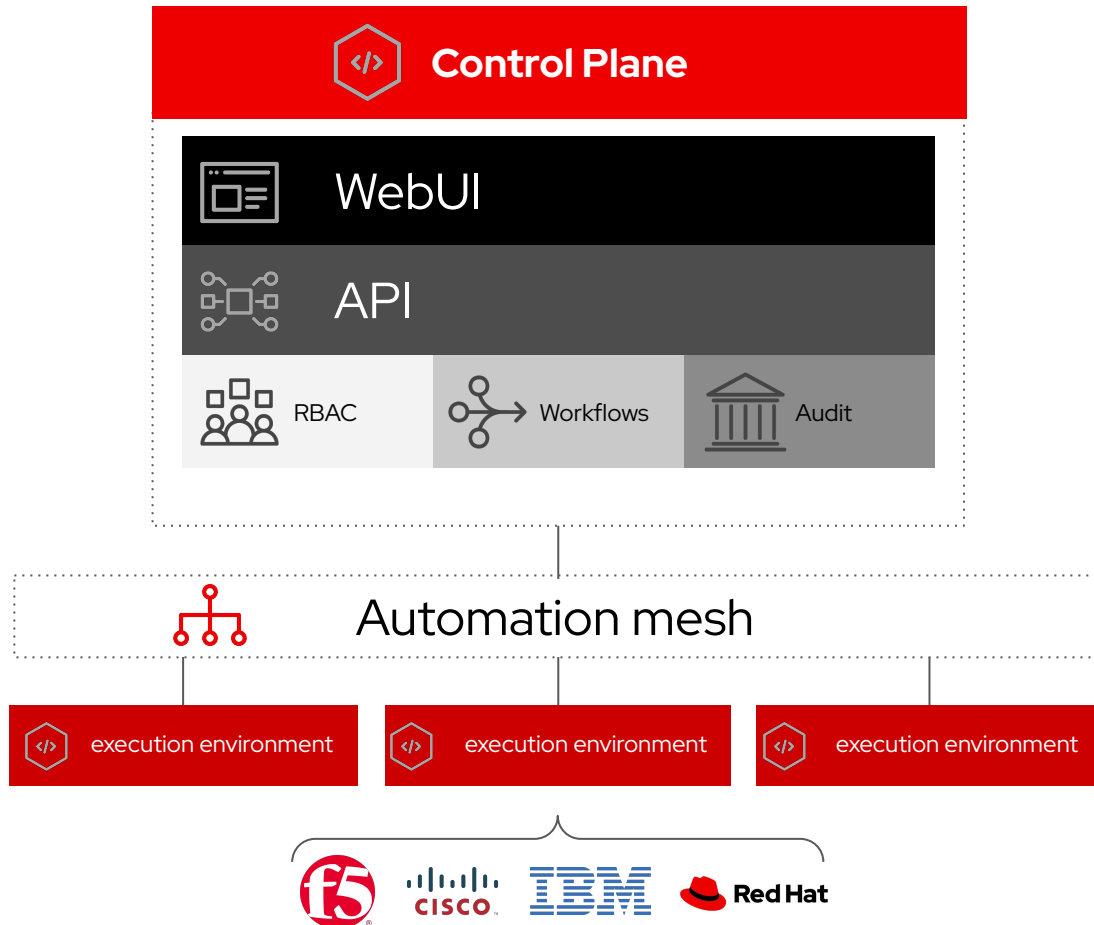 </> Control Plane
WebUI
API
RBAC
Workflows
Audit
Automation mesh
</> execution environment
</> execution environment
</> execution environment
f5®
CISCO™
IBM
Red Hat